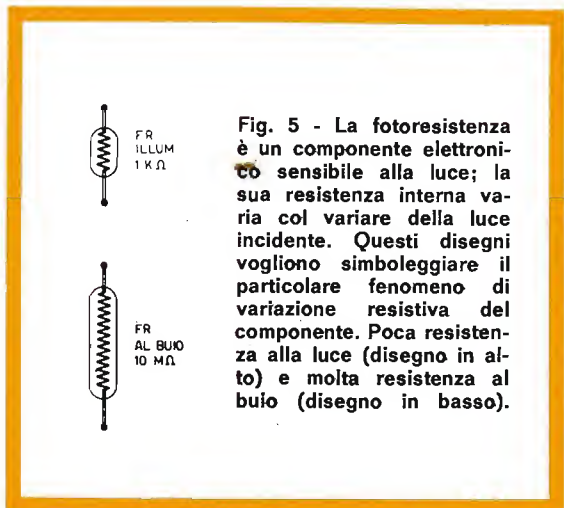 FR
ILLUM
1 KΩ
FR
AL BUIO
10 MΩ
Fig. 5 - La fotoresistenza
è un componente elettroni-
co sensibile alla luce; la
sua resistenza interna va-
ria col variare della luce
incidente. Questi disegni
vogliono simboleggiare il
particolare fenomeno di
variazione resistiva del
componente. Poca resisten-
za alla luce (disegno in al-
to) e molta resistenza al
buio (disegno in basso).